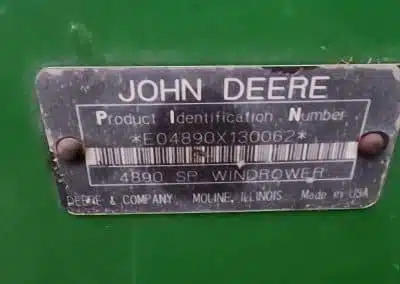 JOHN DEERE
Product Identification Number
*E04890X130062*
4890 SP WINDROWER
DEERE & COMPANY MOLINE, ILLINOIS Made in USA